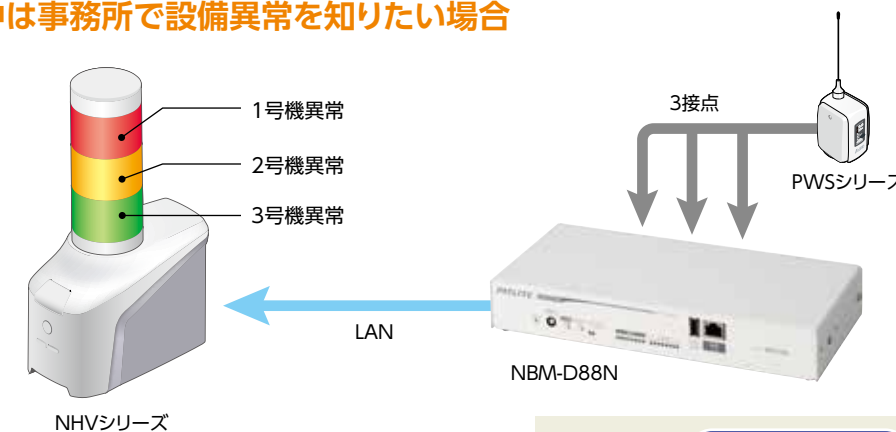 は事務所で設備異常を知りたい場合
1号機異常
2号機異常
3号機異常
3接点
PWSシリーズ
PATLITE
LAN
NBM-D88N
NHVシリーズ